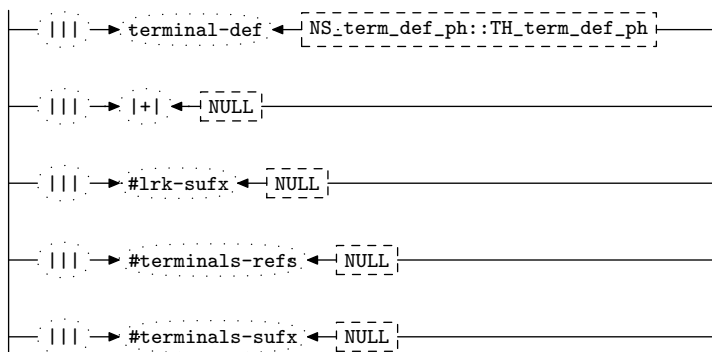 ||| terminal-def NS_term_def_ph::TH_term_def_ph
||| |+| NULL
||| #lrk-sufx NULL
||| #terminals-refs NULL
||| #terminals-sufx NULL